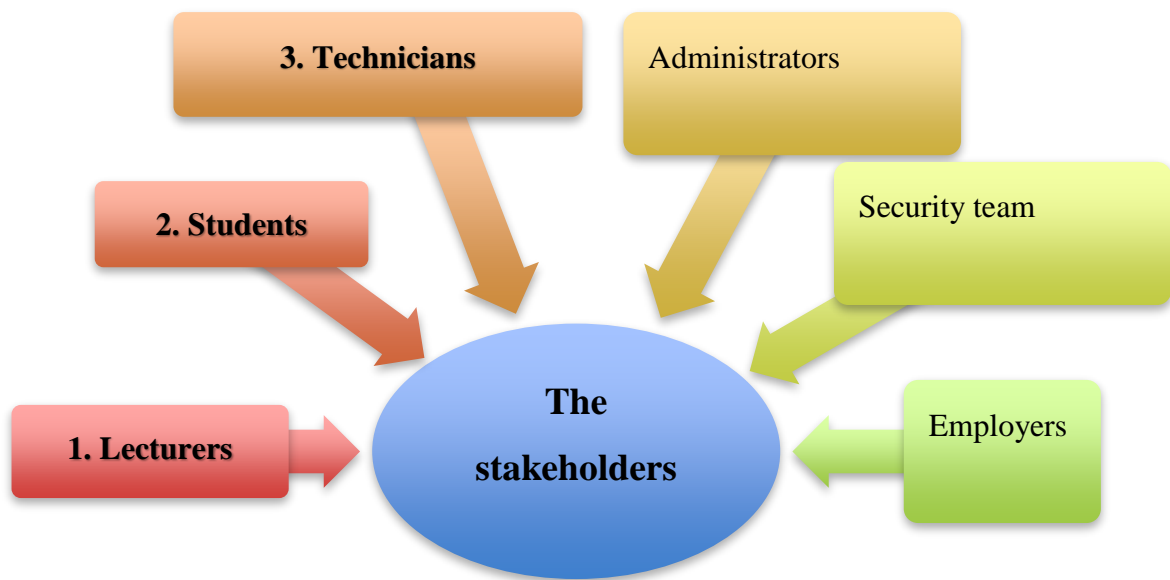 3. Technicians
Administrators
2. Students
Security team
The
stakeholders
1. Lecturers
Employers